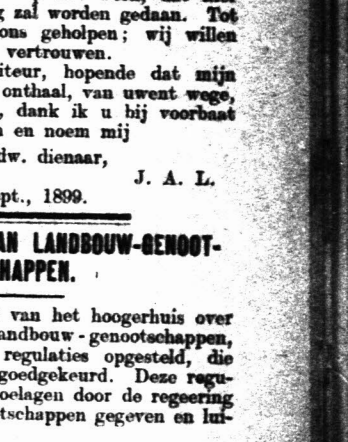 zal worden gedaan. Tot
ons geholpen; wij willen
vertrouwen.
iteur, hopende dat mijn
onthaal, van uwent wege,
, dank ik u bij voorbaat
en noem mij
dw. dienaar,
J. A. L.
pt., 1899.
AN LANDBOUW-GENOOT-
HAPPEN.
van het hoogerhuis over
andbouw-genootschappen,
regulaties opgesteld, die
goedgekeurd. Deze regu-
oelagen door de regeering
tschappen gegeven en lui-